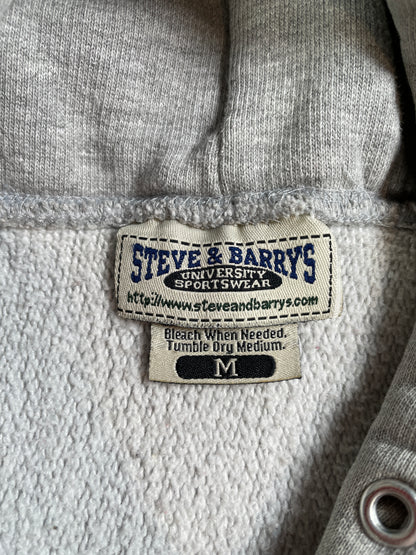 STEVE & BARRY'S
UNIVERSITY
SPORTSWEAR
http://www.steveandbarrys.com
Bleach When Needed.
Tumble Dry Medium.
M